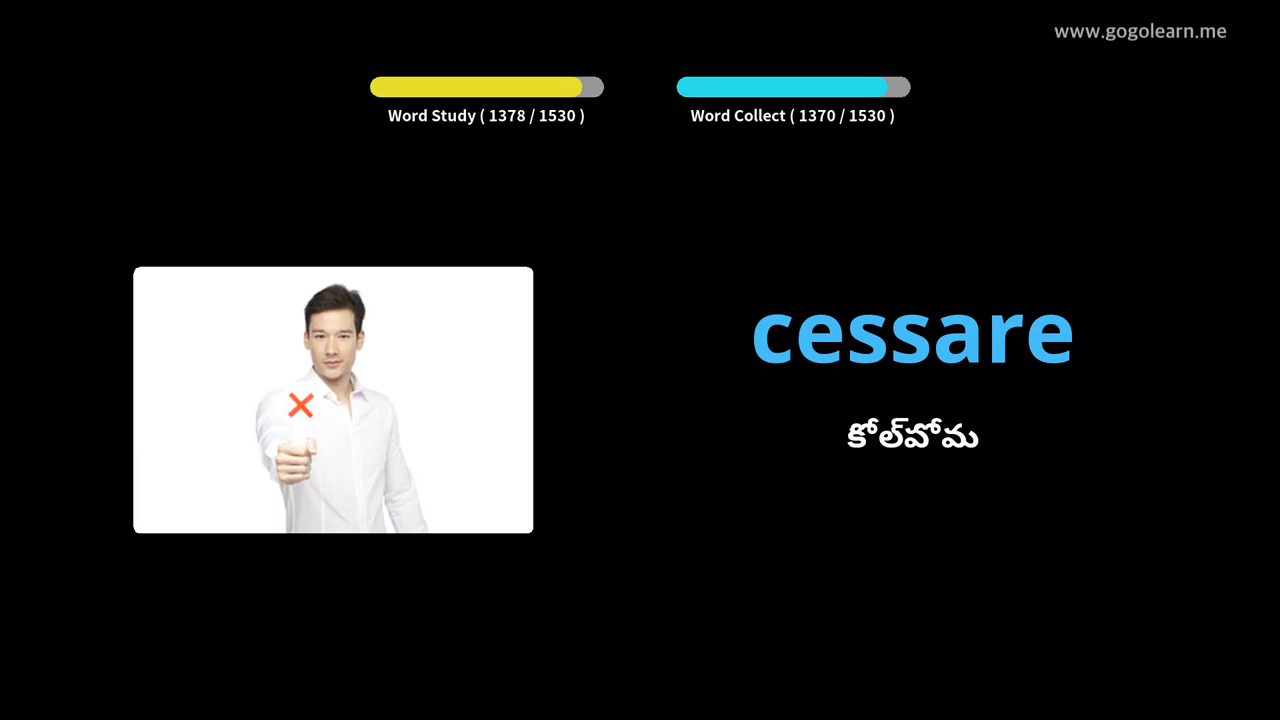 www.gogolearn.me
Word Study ( 1378 / 1530 )
Word Collect ( 1370 / 1530 )
cessare
కోల్‌పోమ